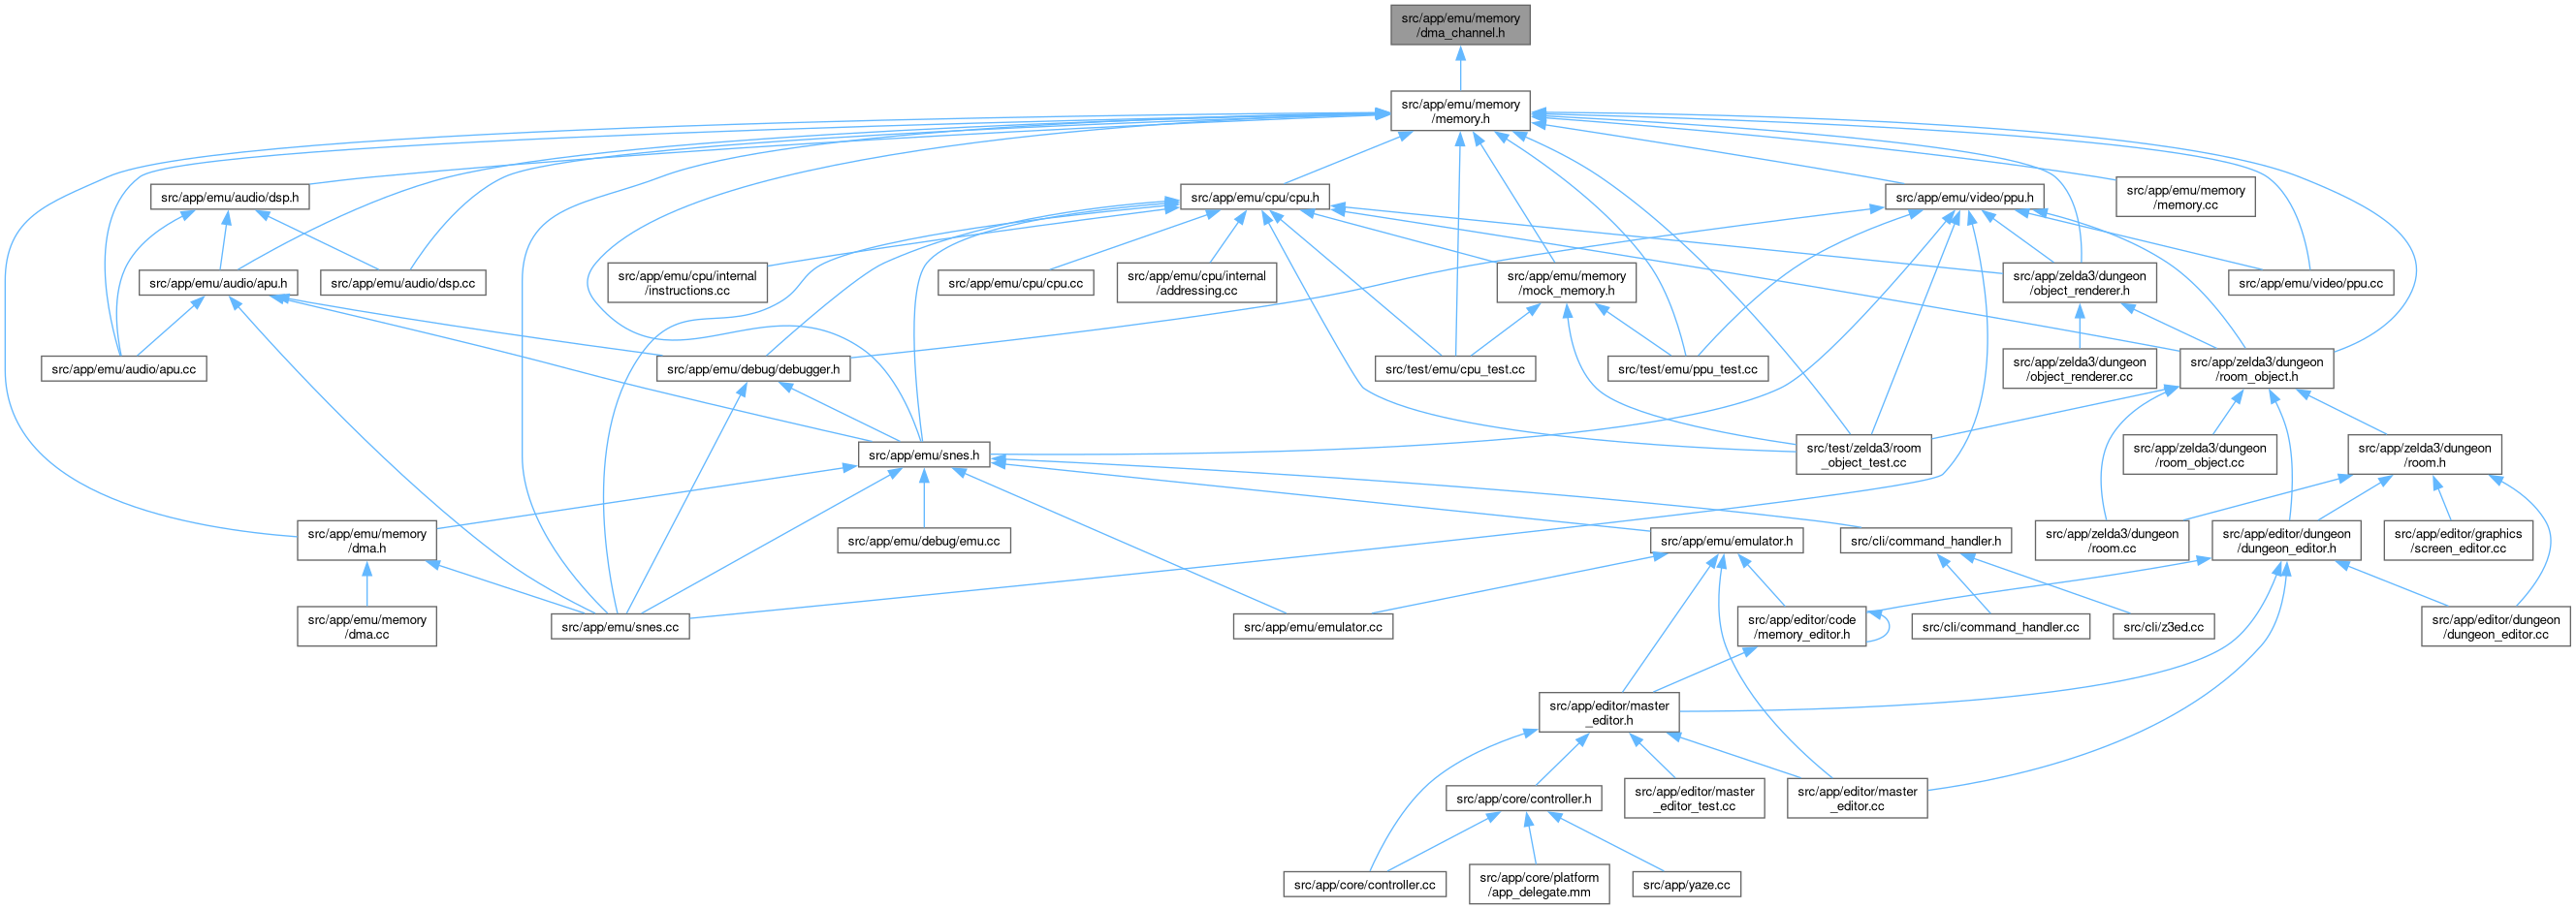 src/app/emu/memory
/dma_channel.h
src/app/emu/memory
/memory.h
src/app/emu/audio/dsp.h
src/app/emu/cpu/cpu.h
src/app/emu/video/ppu.h
src/app/emu/memory
/memory.cc
src/app/emu/audio/apu.h
src/app/emu/audio/dsp.cc
src/app/emu/cpu/internal
/instructions.cc
src/app/emu/cpu/cpu.cc
src/app/emu/cpu/internal
/addressing.cc
src/app/emu/memory
/mock_memory.h
src/app/zelda3/dungeon
/object_renderer.h
src/app/emu/video/ppu.cc
src/app/emu/audio/apu.cc
src/app/emu/debug/debugger.h
src/test/emu/cpu_test.cc
src/test/emu/ppu_test.cc
src/app/zelda3/dungeon
/object_renderer.cc
src/app/zelda3/dungeon
/room_object.h
src/app/emu/snes.h
src/test/zelda3/room
_object_test.cc
src/app/zelda3/dungeon
/room_object.cc
src/app/zelda3/dungeon
/room.h
src/app/emu/memory
/dma.h
src/app/emu/debug/emu.cc
src/app/emu/emulator.h
src/cli/command_handler.h
src/app/zelda3/dungeon
/room.cc
src/app/editor/dungeon
/dungeon_editor.h
src/app/editor/graphics
/screen_editor.cc
src/app/emu/memory
/dma.cc
src/app/emu/snes.cc
src/app/emu/emulator.cc
src/app/editor/code
/memory_editor.h
src/cli/command_handler.cc
src/cli/z3ed.cc
src/app/editor/dungeon
/dungeon_editor.cc
src/app/editor/master
_editor.h
src/app/core/controller.h
src/app/editor/master
_editor_test.cc
src/app/editor/master
_editor.cc
src/app/core/controller.cc
src/app/core/platform
/app_delegate.mm
src/app/yaze.cc